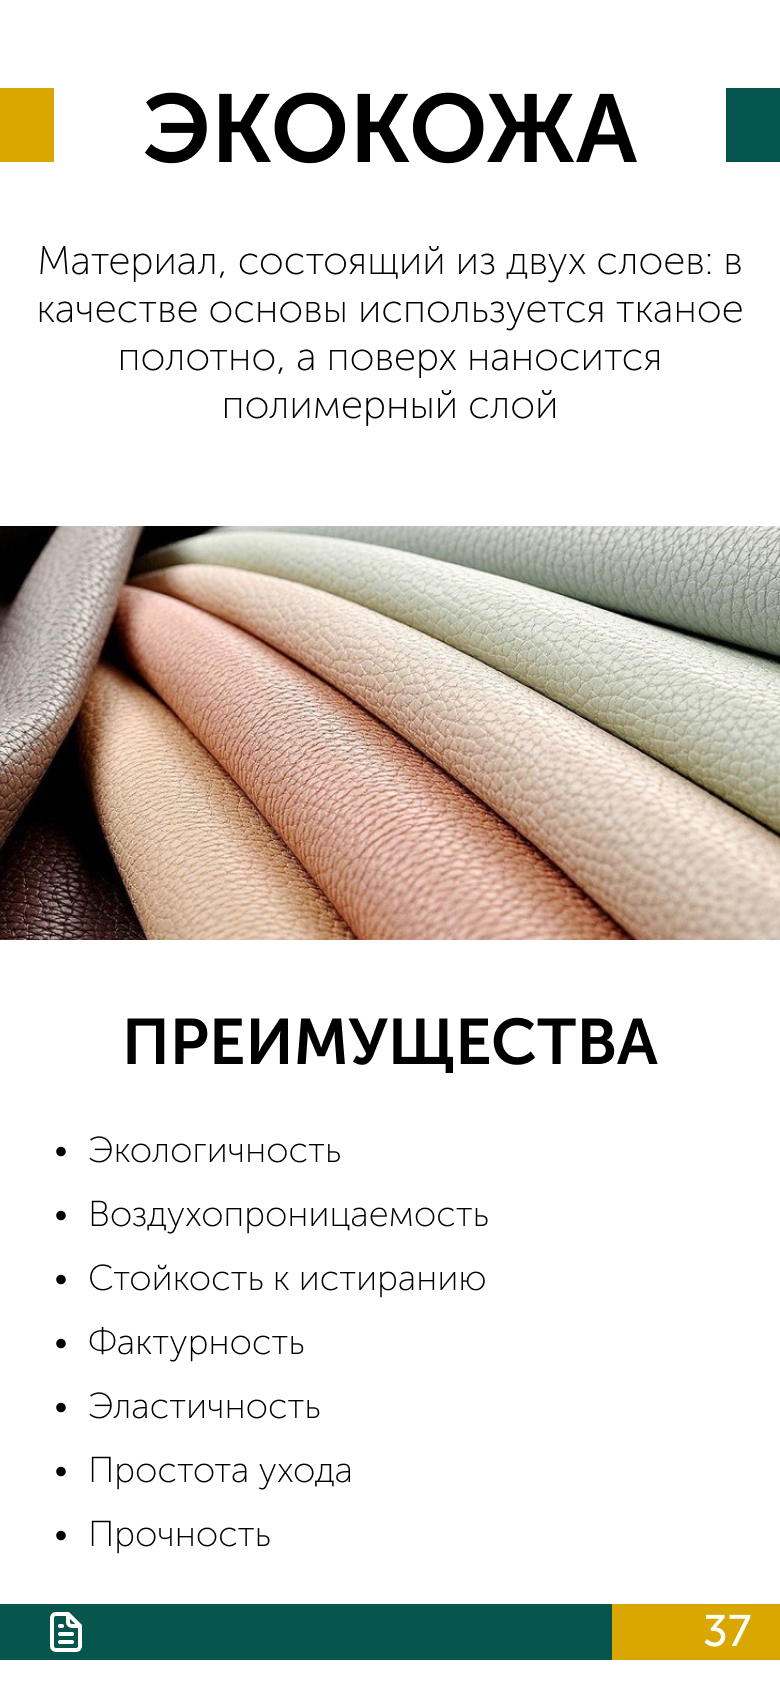 ЭКОКОЖА
Материал, состоящий из двух слоев: в
качестве основы используется тканое
полотно, а поверх наносится
полимерный слой
ПРЕИМУЩЕСТВА
• Экологичность
• Воздухопроницаемость
• Стойкость к истиранию
• Фактурность
• Эластичность
• Простота ухода
• Прочность
37